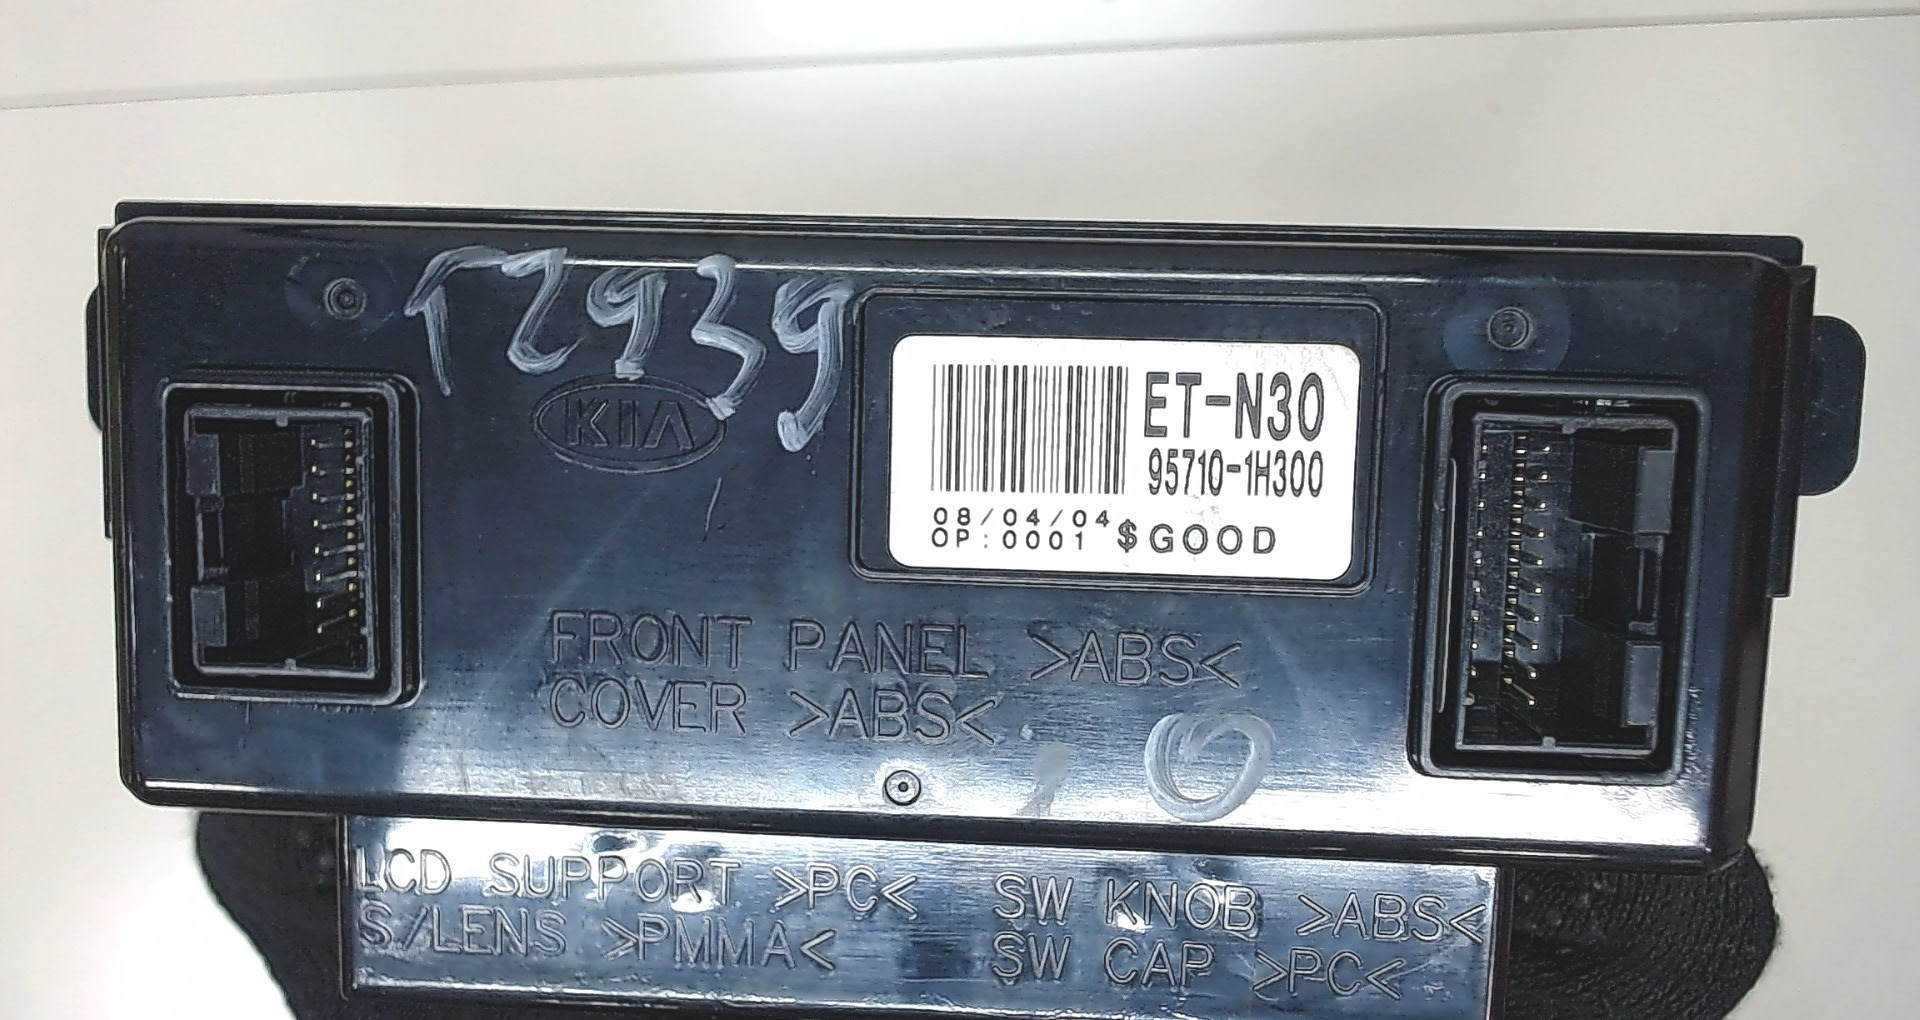 T2939
KIA
ET-N30
95710-1H300
08/04/04
OP:0001 $GOOD
FRONT PANEL >ABS<
COVER >ABS<
0
LCD SUPPORT >PC< SW KNOB >ABS<
S/LENS >PMMA< SW CAP >PC<